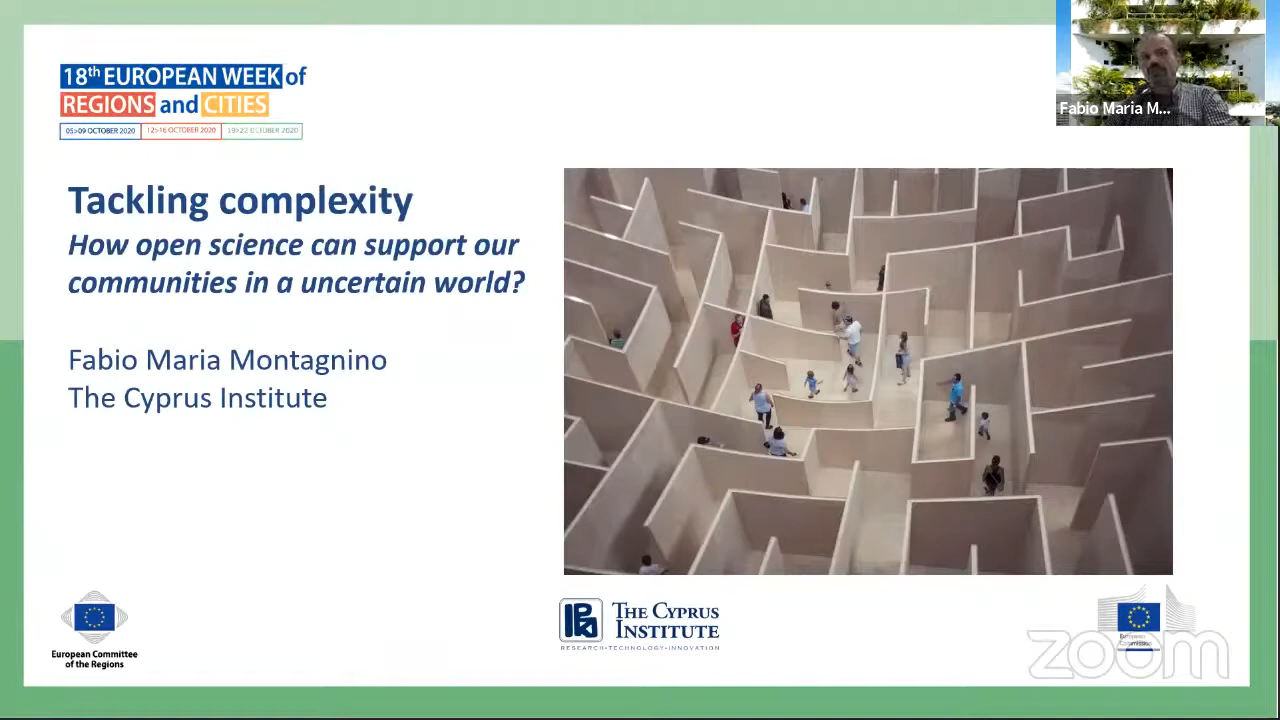 18th EUROPEAN WEEK of
REGIONS and CITIES
05>09 OCTOBER 2020 12>16 OCTOBER 2020 19>22 OCTOBER 2020
Fabio Maria M...
Tackling complexity
How open science can support our
communities in a uncertain world?
Fabio Maria Montagnino
The Cyprus Institute
European Committee
of the Regions
THE CYPRUS
INSTITUTE
RESEARCH•TECHNOLOGY•INNOVATION
European
Commission
zoom